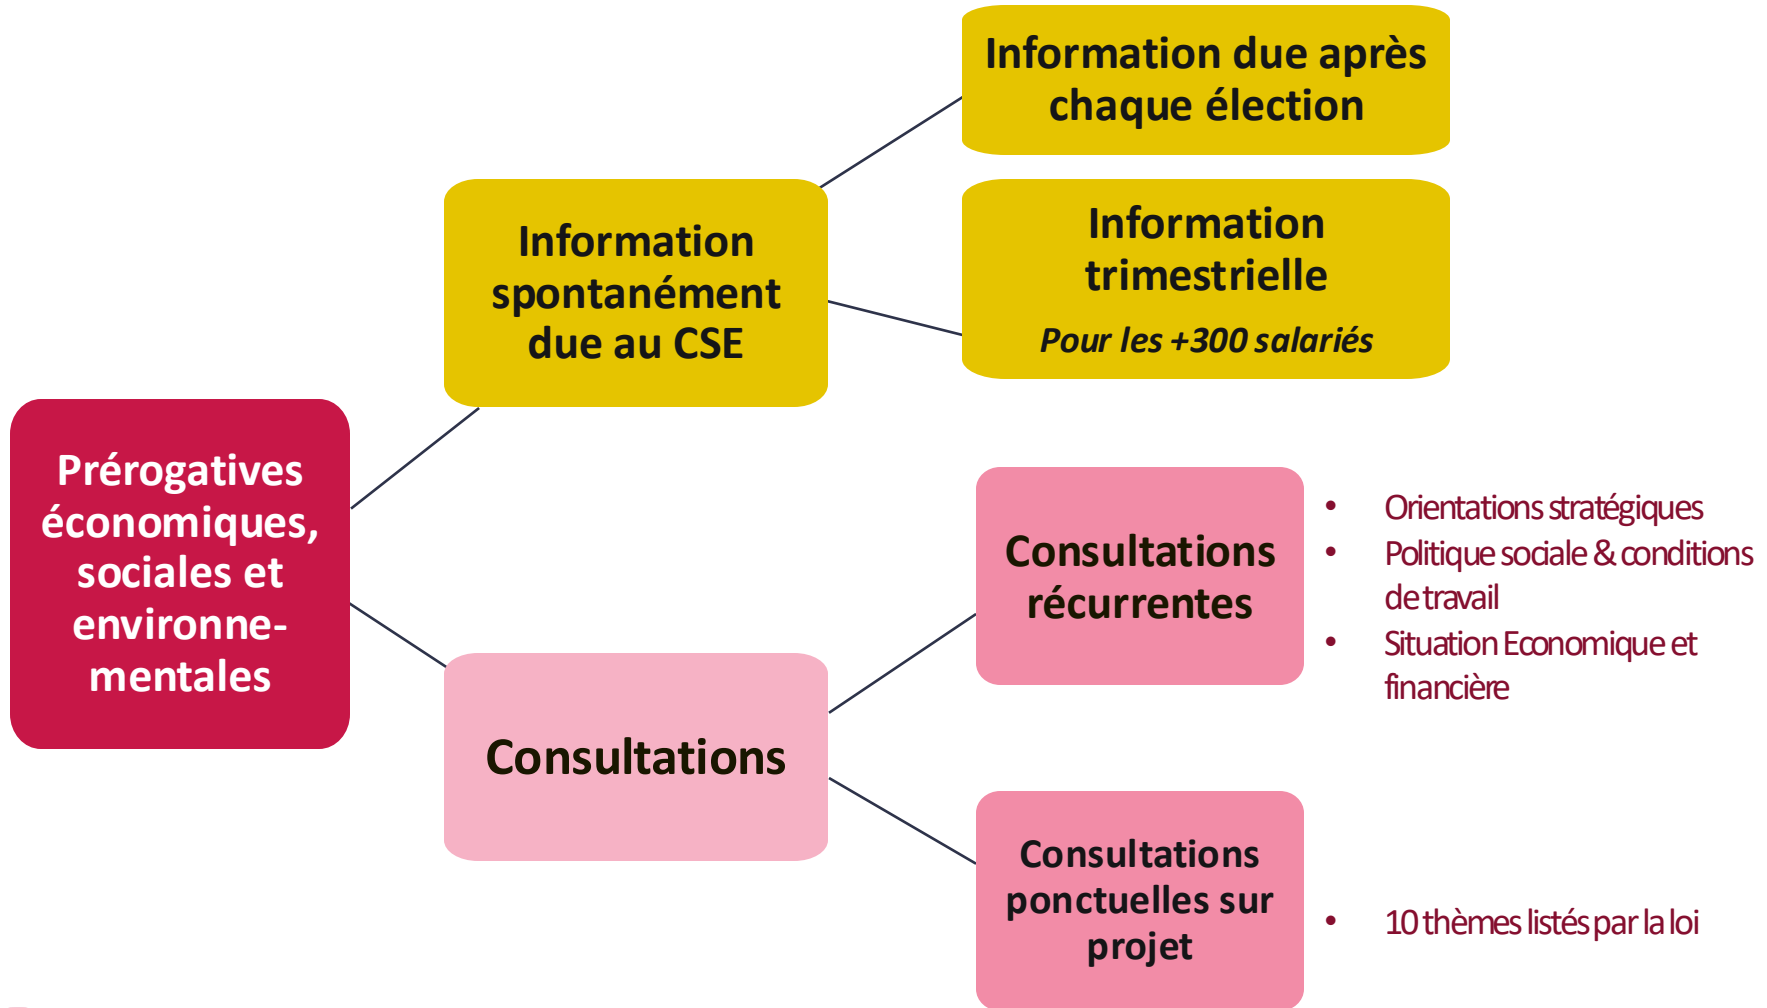 Information due après
chaque élection
Information
spontanément
due au CSE
Information
trimestrielle
Pour les +300 salariés
Prérogatives
économiques,
sociales et
environne-
mentales
Consultations
récurrentes
• Orientations stratégiques
• Politique sociale & conditions
de travail
• Situation Economique et
financière
Consultations
Consultations
ponctuelles sur
projet
• 10 thèmes listés par la loi